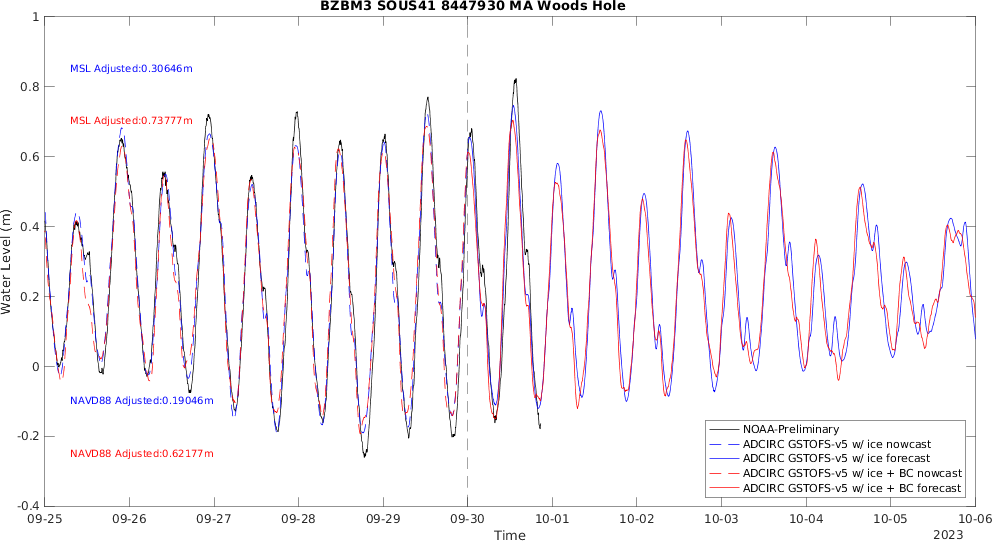 BZBM3 SOUS41 8447930 MA Woods Hole
1
0.8
0.6
0.4
0.2
0
-0.2
-0.4
Water Level (m)
MSL Adjusted:0.30646m
MSL Adjusted:0.73777m
NAVD88 Adjusted:0.19046m
NAVD88 Adjusted:0.62177m
NOAA-Preliminary
ADCIRC GSTOFS-v5 w/ ice nowcast
ADCIRC GSTOFS-v5 w/ ice forecast
ADCIRC GSTOFS-v5 w/ ice + BC nowcast
ADCIRC GSTOFS-v5 w/ ice + BC forecast
09-25 09-26 09-27 09-28 09-29 09-30 10-01 10-02 10-03 10-04 10-05 10-06
Time
2023